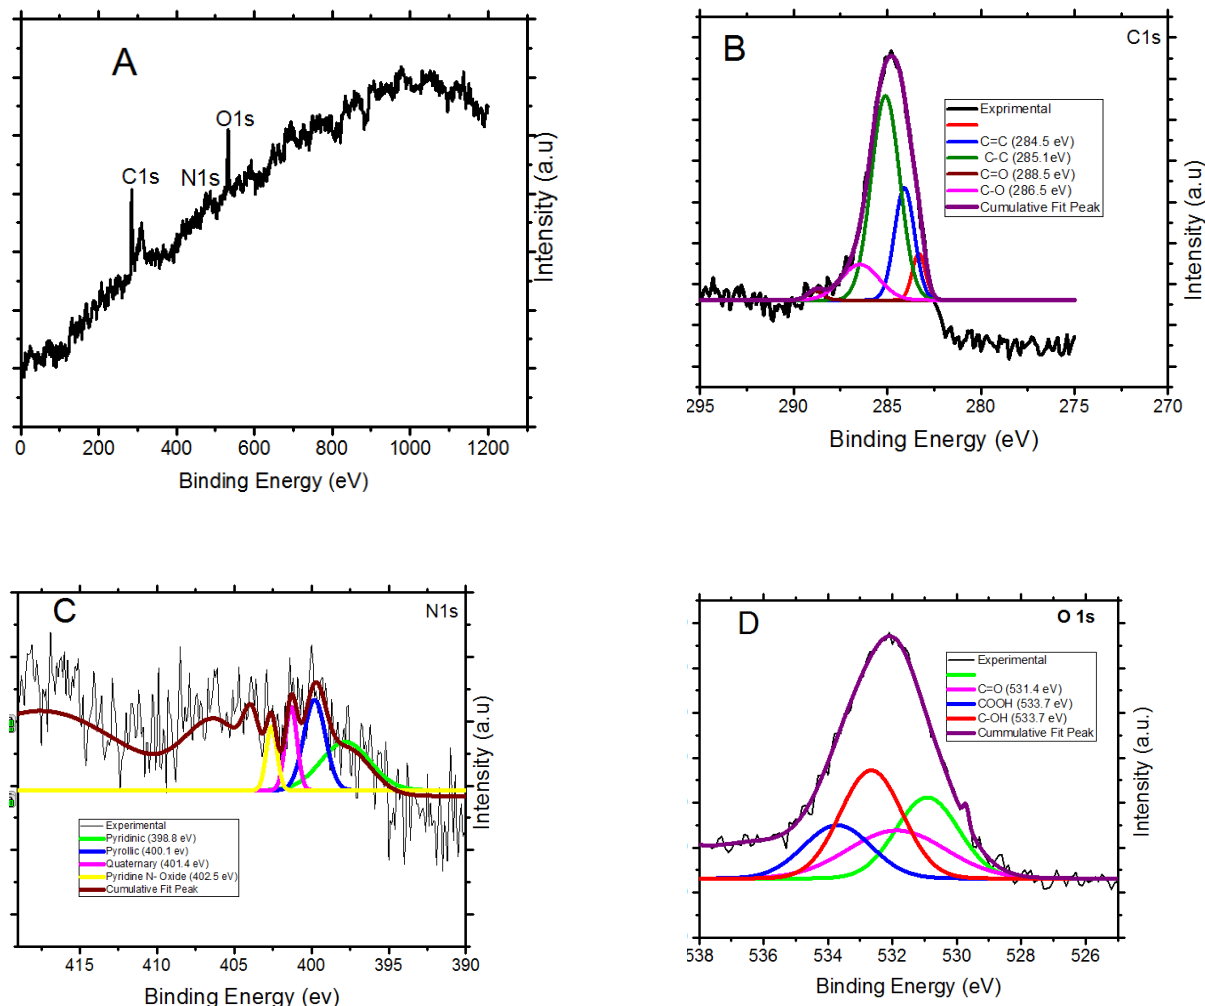 A
O1s
C1s
N1s
Intensity (a.u)
0 200 400 600 800 1000 1200
Binding Energy (eV)
B
C1s
Exprimental
C=C (284.5 eV)
C-C (285.1eV)
C=O (288.5 eV)
C-O (286.5 eV)
Cumulative Fit Peak
Intensity (a.u)
295 290 285 280 275 270
Binding Energy (eV)
C
N1s
Experimental
Pyridinic (398.8 eV)
Pyrollic (400.1 eV)
Quaternary (401.4 eV)
Pyridine N- Oxide (402.5 eV)
Cumulative Fit Peak
Intensity (a.u)
415 410 405 400 395 390
Binding Energy (ev)
D
O 1s
Experimental
C=O (531.4 eV)
COOH (533.7 eV)
C-OH (533.7 eV)
Cummulative Fit Peak
Intensity (a.u.)
538 536 534 532 530 528 526
Binding Energy (eV)